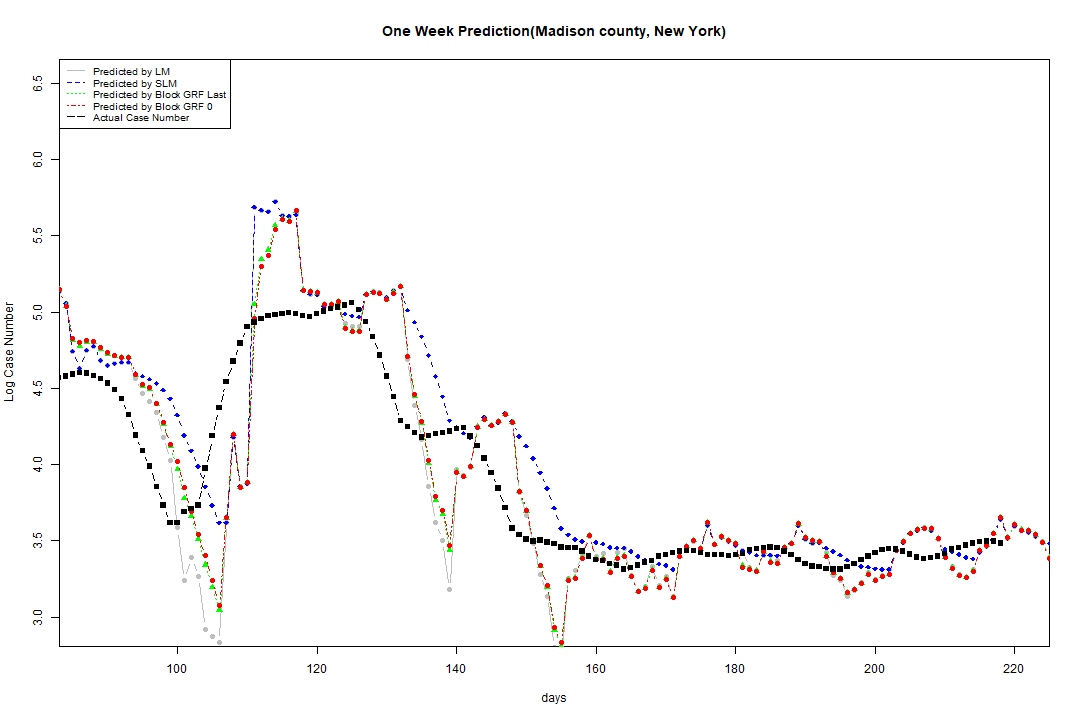 One Week Prediction(Madison county, New York)
Predicted by LM
Predicted by SLM
Predicted by Block GRF Last
Predicted by Block GRF 0
Actual Case Number
Log Case Number
6.5
6.0
5.5
5.0
4.5
4.0
3.5
3.0
100 120 140 160 180 200 220
days